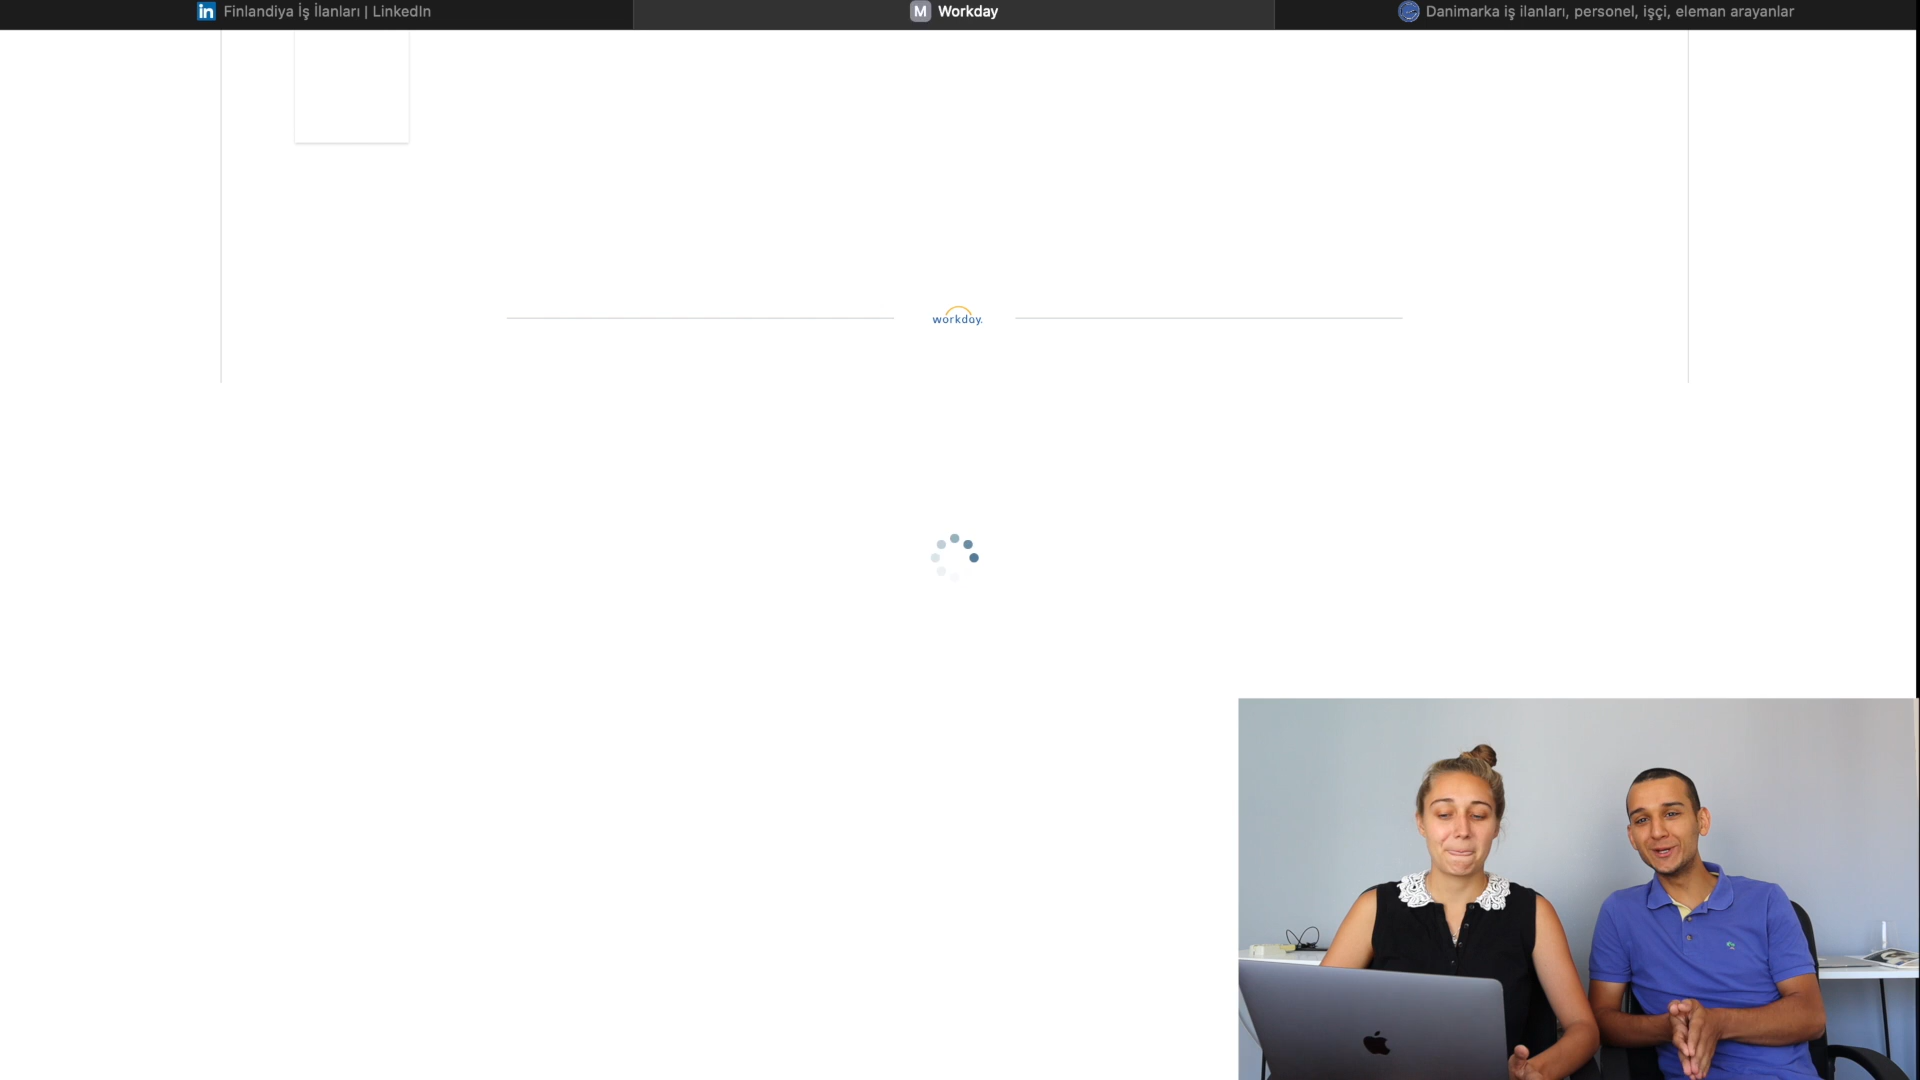 Finlandiya İş İlanları | LinkedIn
M Workday
Danimarka iş ilanları, personel, işçi, eleman arayanlar
workday.